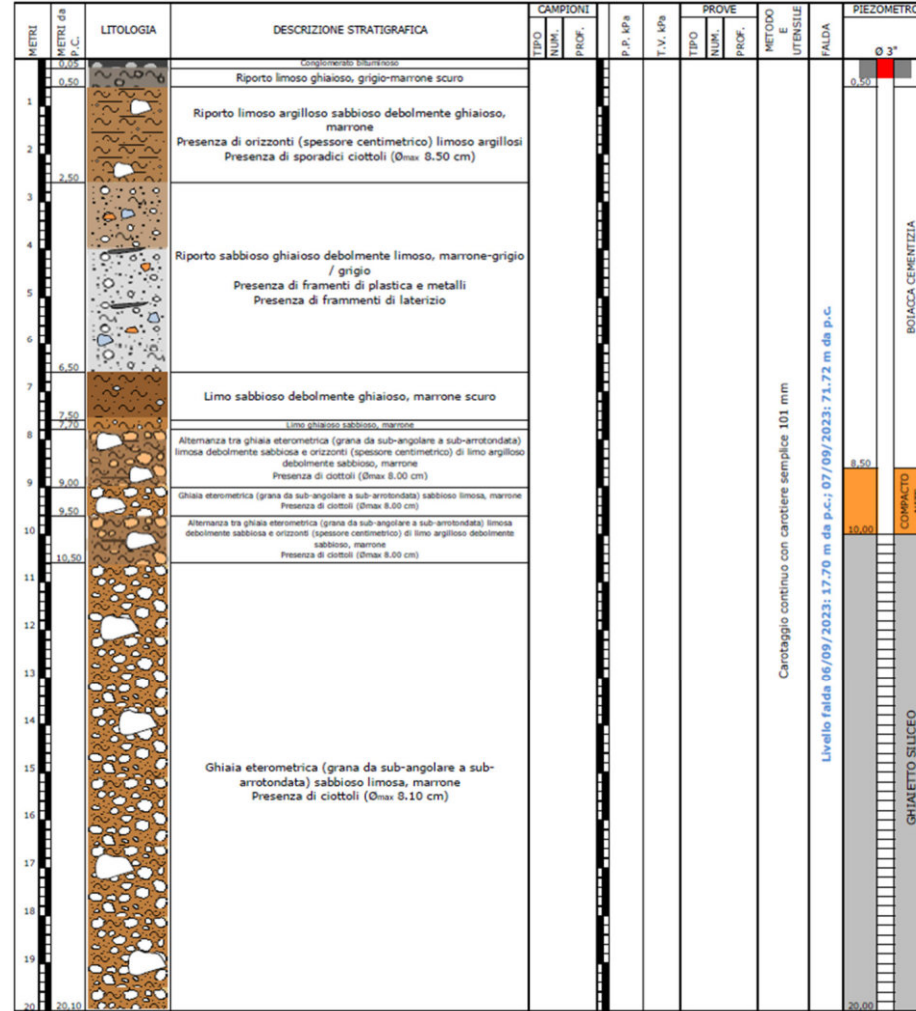 METRI
METRI da P.C.
LITOLOGIA
DESCRIZIONE STRATIGRAFICA
CAMPIONI
TIPO
NUM.
PROF.
P.P. kPa
T.V. kPa
PROVE
TIPO
NUM.
PROF.
METODO E UTENSILE
FALDA
PIEZOMETRO
Ø 3"
0,05
Conglomerato bituminoso
0,50
Riporto limoso ghiaioso, grigio-marrone scuro
0,50
1
Riporto limoso argilloso sabbioso debolmente ghiaioso,
marrone
Presenza di orizzonti (spessore centimetrico) limoso argillosi
2
Presenza di sporadici ciottoli (Ømax 8.50 cm)
2,50
3
4
Riporto sabbioso ghiaioso debolmente limoso, marrone-grigio
/ grigio
Presenza di framenti di plastica e metalli
5
Presenza di frammenti di laterizio
6
6,50
7
Limo sabbioso debolmente ghiaioso, marrone scuro
7,50
7,70
Limo ghiaioso sabbioso, marrone
8
Alternanza tra ghiaia eterometrica (grana da sub-angolare a sub-arrotondata)
limosa debolmente sabbiosa e orizzonti (spessore centimetrico) di limo argilloso
debolmente sabbioso, marrone
Presenza di ciottoli (Ømax 8.00 cm)
9
9,00
Ghiaia eterometrica (grana da sub-angolare a sub-arrotondata) sabbioso limosa, marrone
Presenza di ciottoli (Ømax 8.00 cm)
9,50
Alternanza tra ghiaia eterometrica (grana da sub-angolare a sub-arrotondata) limosa
debolmente sabbiosa e orizzonti (spessore centimetrico) di limo argilloso debolmente
sabbioso, marrone
Presenza di ciottoli (Ømax 8.00 cm)
10
10,50
11
12
13
14
15
Ghiaia eterometrica (grana da sub-angolare a sub-
arrotondata) sabbioso limosa, marrone
Presenza di ciottoli (Ømax 8.10 cm)
16
17
18
19
20
20,10
Carotaggio continuo con carotiere semplice 101 mm
Livello falda 06/09/2023: 17.70 m da p.c.; 07/09/2023: 71.72 m da p.c.
BOIACCA CEMENTIZIA
8,50
COMPACTO
10,00
GHIAIETTO SILICEO
20,00